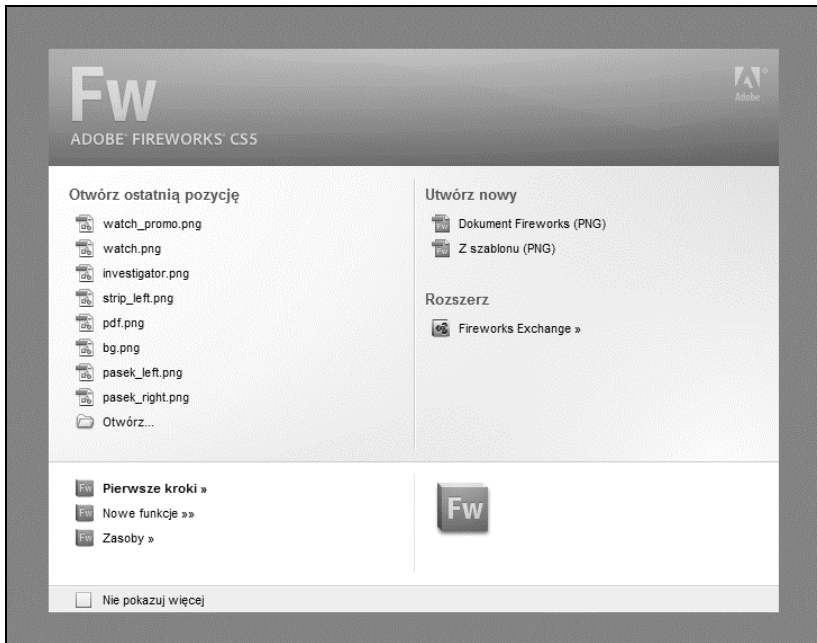 Fw
ADOBE® FIREWORKS® CS5
Adobe®
Otwórz ostatnią pozycję
watch_promo.png
watch.png
investigator.png
strip_left.png
pdf.png
bg.png
pasek_left.png
pasek_right.png
Otwórz...
Utwórz nowy
Dokument Fireworks (PNG)
Z szablonu (PNG)
Rozszerz
Fireworks Exchange »
Pierwsze kroki »
Nowe funkcje »»
Zasoby »
Fw
Nie pokazuj więcej